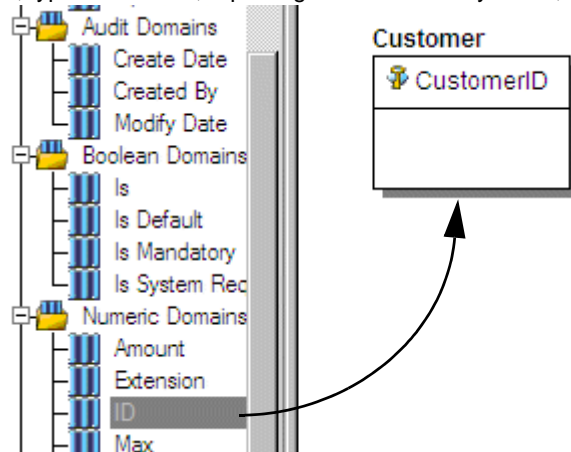 Audit Domains
Create Date
Created By
Modify Date
Boolean Domains
Is
Is Default
Is Mandatory
Is System Rec
Numeric Domains
Amount
Extension
ID
Max
Customer
CustomerID